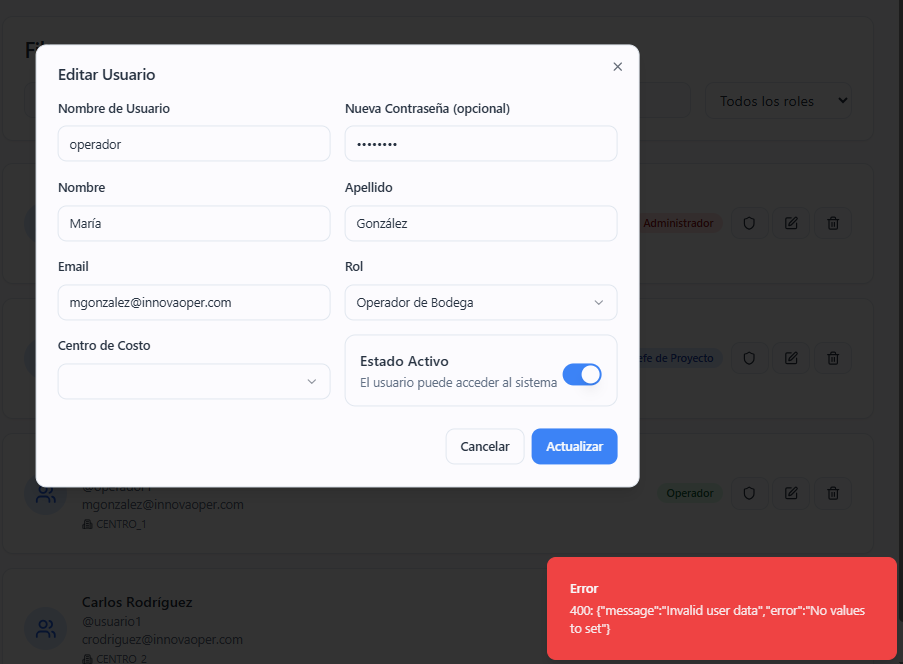 Editar Usuario
Nombre de Usuario
Nueva Contraseña (opcional)
operador
••••••••
Nombre
Apellido
María
González
Email
Rol
mgonzalez@innovaoper.com
Operador de Bodega
Centro de Costo
Estado Activo
El usuario puede acceder al sistema
Cancelar
Actualizar
Todos los roles
Administrador
efe de Proyecto
mgonzalez@innovaoper.com
CENTRO_1
Operador
Carlos Rodríguez
@usuario1
crodriguez@innovaoper.com
CENTRO_2
Error
400: {"message":"Invalid user data","error":"No values
to set"}